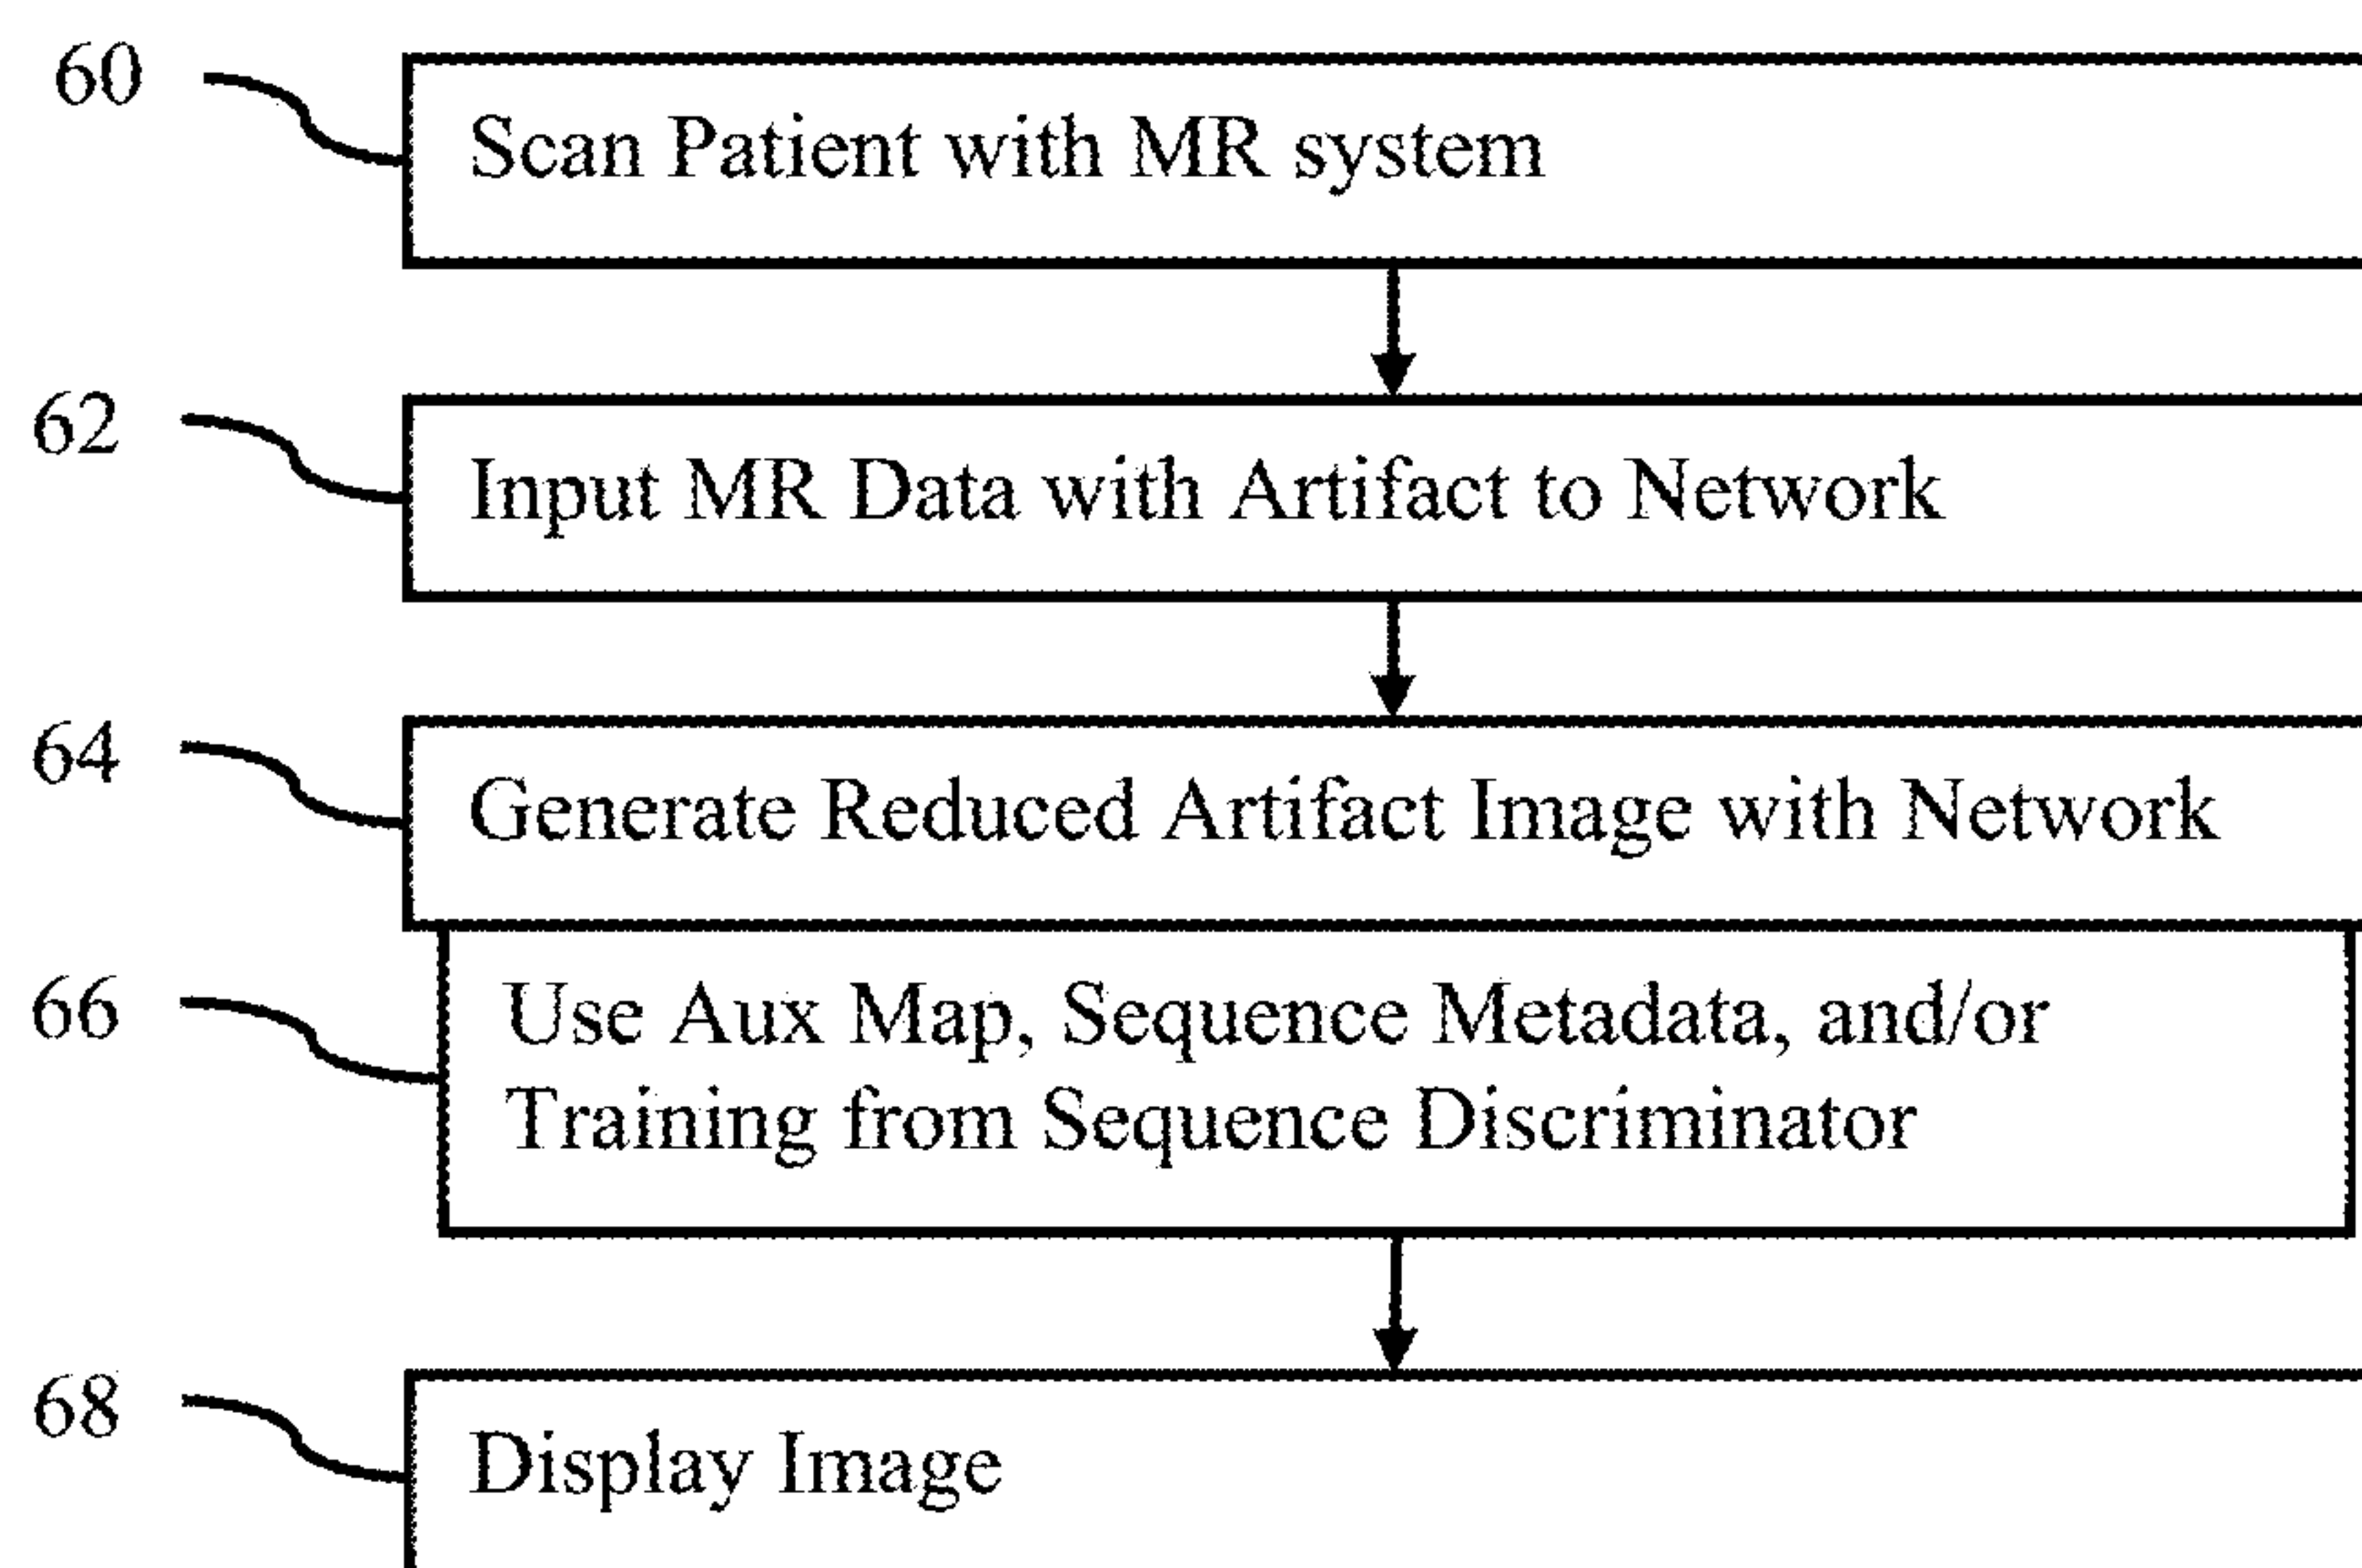 60
Scan Patient with MR system
62
Input MR Data with Artifact to Network
64
Generate Reduced Artifact Image with Network
66
Use Aux Map, Sequence Metadata, and/or
Training from Sequence Discriminator
68
Display Image